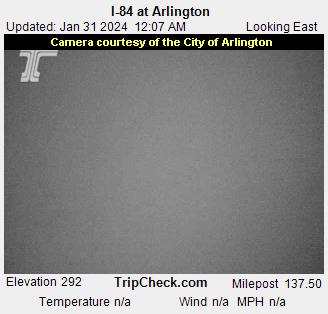 I-84 at Arlington
Updated: Jan 31 2024 12:07 AM Looking East
Camera courtesy of the City of Arlington
Elevation 292 TripCheck.com Milepost 137.50
Temperature n/a Wind n/a MPH n/a